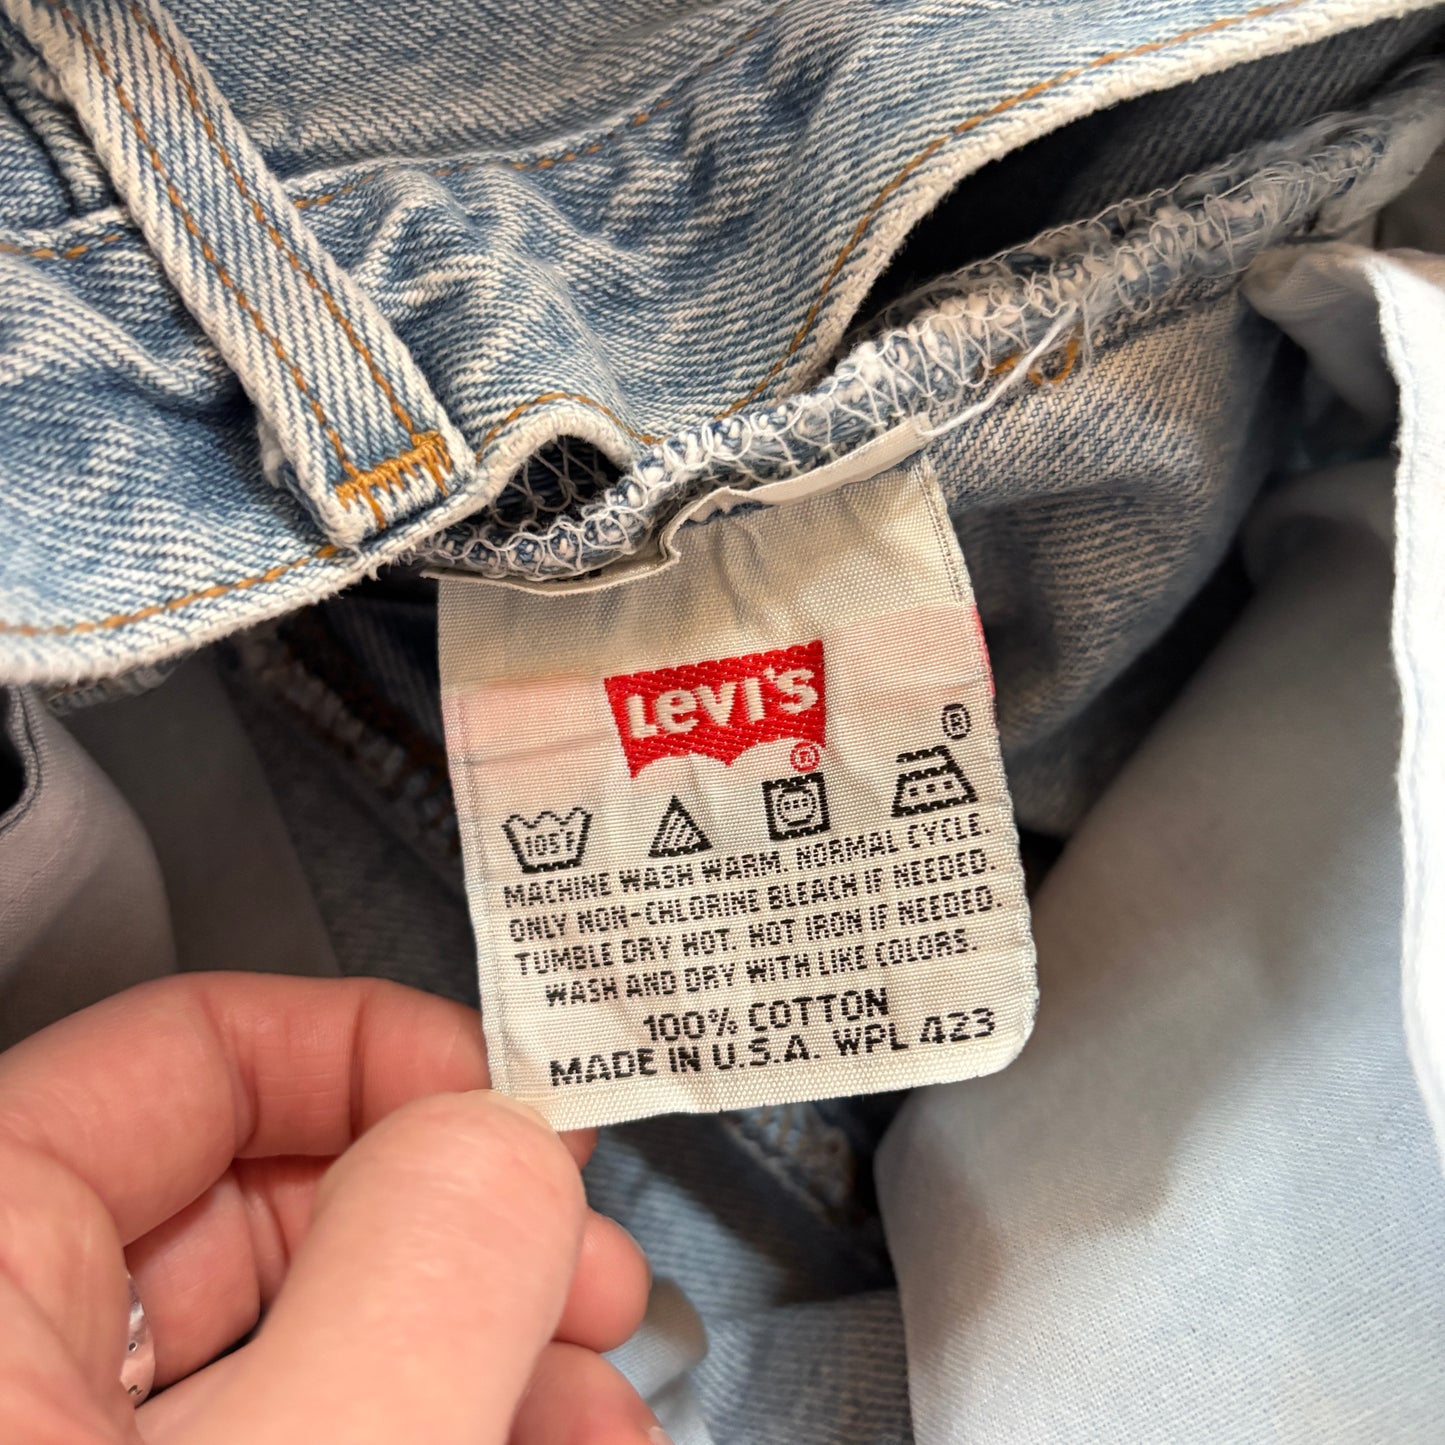 LEVI'S
®
®
105F
MACHINE WASH WARM. NORMAL CYCLE.
ONLY NON-CHLORINE BLEACH IF NEEDED.
TUMBLE DRY HOT. HOT IRON IF NEEDED.
WASH AND DRY WITH LIKE COLORS.
100% COTTON
MADE IN U.S.A. WPL 423